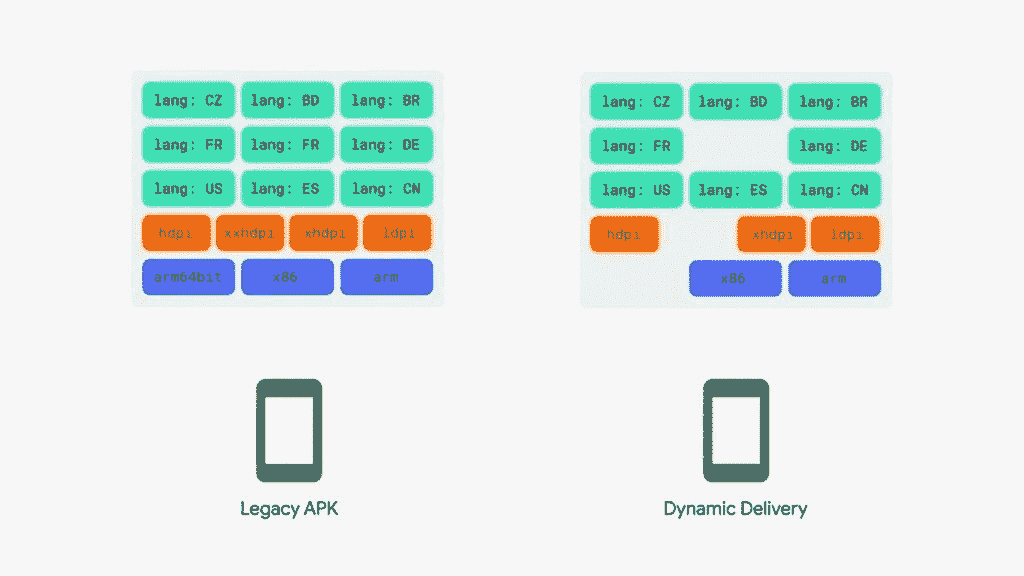 lang: CZ lang: BD lang: BR
lang: FR lang: FR lang: DE
lang: US lang: ES lang: CN
hdpi xxhdpi xhdpi ldpi
arm64bit x86 arm
Legacy APK
lang: CZ lang: BD lang: BR
lang: FR lang: DE
lang: US lang: ES lang: CN
hdpi xhdpi ldpi
x86 arm
Dynamic Delivery